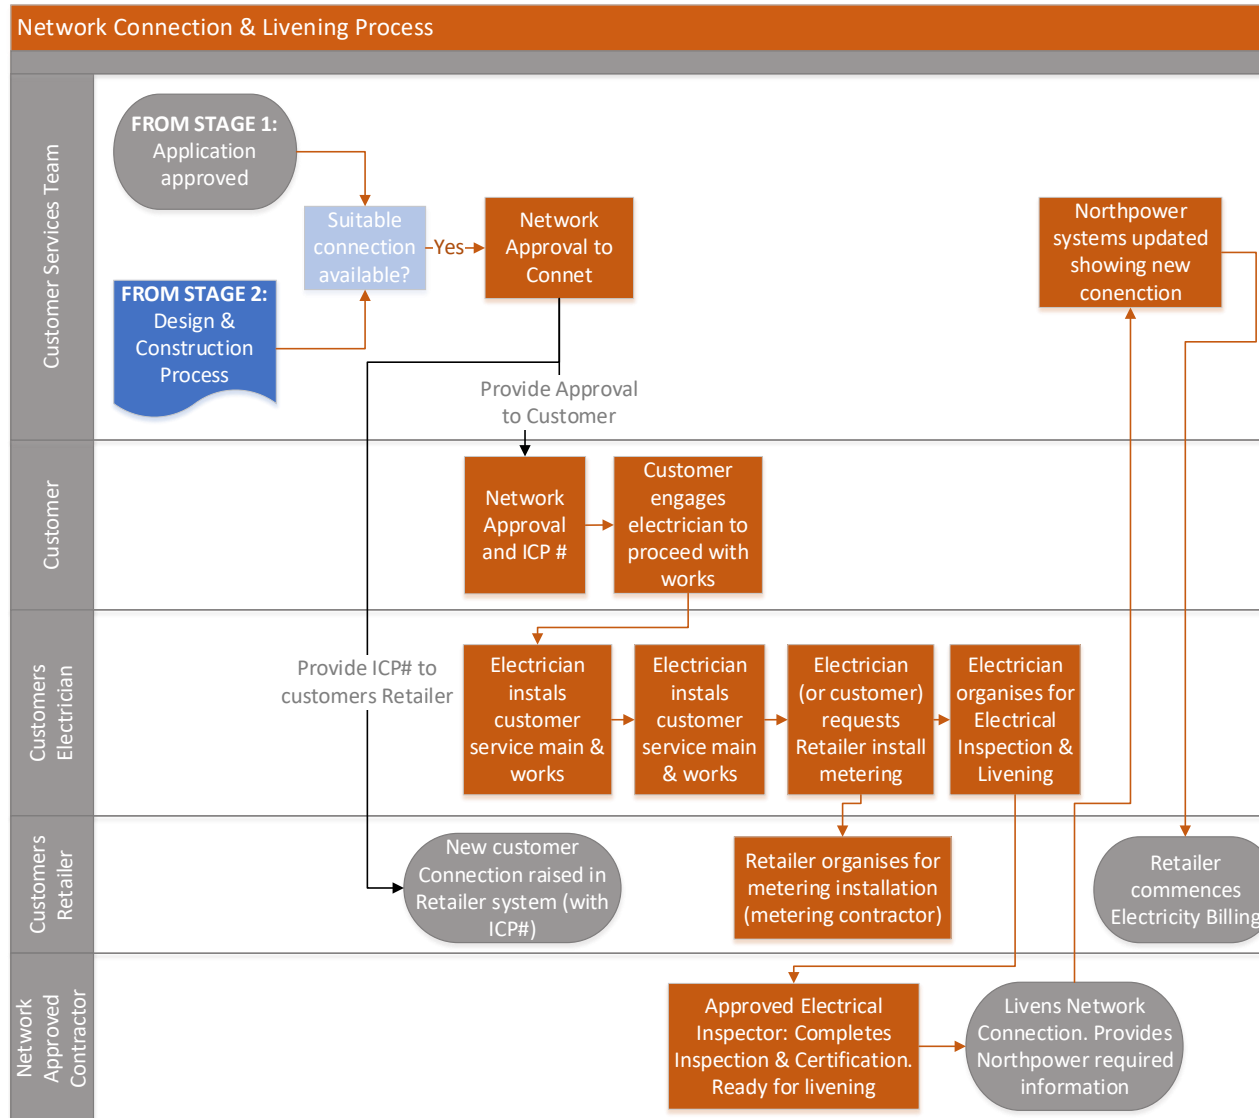 Network Connection & Livening Process
Customer Services Team
FROM STAGE 1:
Application
approved
Suitable
connection
available?
Yes
Network
Approval to
Connet
Northpower
systems updated
showing new
conenction
FROM STAGE 2:
Design &
Construction
Process
Provide Approval
to Customer
Customer
Network
Approval
and ICP #
Customer
engages
electrician to
proceed with
works
Customers
Electrician
Provide ICP# to
customers Retailer
Electrician
instals
customer
service main &
works
Electrician
instals
customer
service main
& works
Electrician
(or customer)
requests
Retailer install
metering
Electrician
organises for
Electrical
Inspection &
Livening
Customers
Retailer
New customer
Connection raised in
Retailer system (with
ICP#)
Retailer organises for
metering installation
(metering contractor)
Retailer
commences
Electricity Billing
Network
Approved
Contractor
Approved Electrical
Inspector: Completes
Inspection & Certification.
Ready for livening
Livens Network
Connection. Provides
Northpower required
information